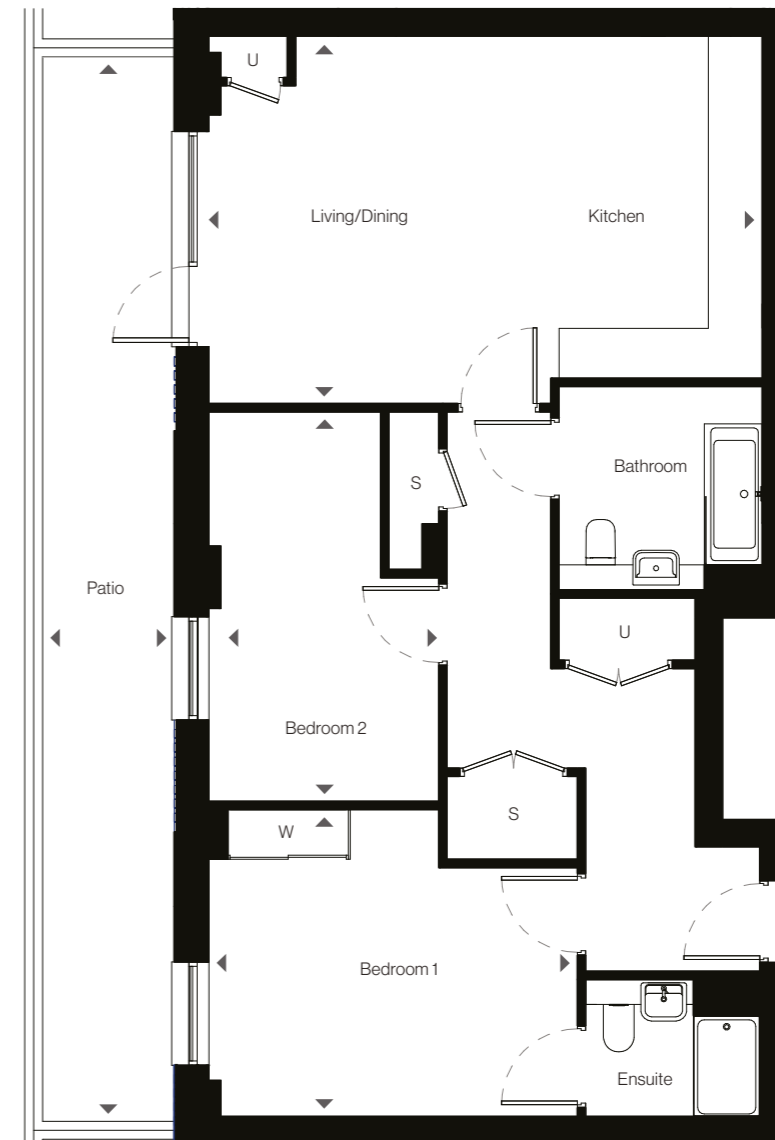 U
Living/Dining
Kitchen
S
Bathroom
Patio
U
Bedroom 2
S
W
Bedroom 1
Ensuite